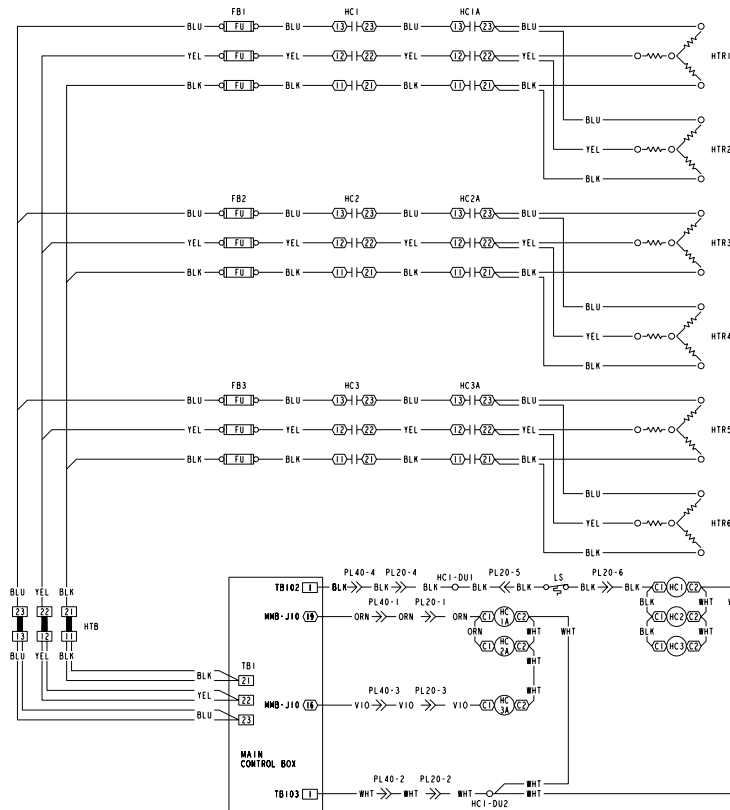 FB1 HC1 HC1A
BLU FU BLU 13 23 BLU 13 23 BLU
YEL FU YEL 12 22 YEL 12 22 YEL HTR1
BLK FU BLK 11 21 BLK 11 21 BLK
BLU
YEL HTR2
BLK
FB2 HC2 HC2A
BLU FU BLU 13 23 BLU 13 23 BLU
YEL FU YEL 12 22 YEL 12 22 YEL HTR3
BLK FU BLK 11 21 BLK 11 21 BLK
BLU
YEL HTR4
BLK
FB3 HC3 HC3A
BLU FU BLU 13 23 BLU 13 23 BLU
YEL FU YEL 12 22 YEL 12 22 YEL HTR5
BLK FU BLK 11 21 BLK 11 21 BLK
BLU
YEL HTR6
BLK
PL40-4 PL20-4 HC1-DU1 PL20-5 LS PL20-6
TB102 1 BLK BLK BLK BLK BLK BLK C1 HC1 C2
BLU YEL BLK
BLK WHT
PL40-1 PL20-1
23 22 21 HTB
MMB-J10 19 ORN ORN ORN C1 HC 1A C2 C1 HC2 C2
13 12 11
ORN WHT WHT BLK WHT
C1 HC 2A C2 C1 HC3 C2
BLU YEL BLK
WHT
BLK TB1 21
YEL 22
BLU 23
PL40-3 PL20-3
MMB-J10 16 VIO VIO VIO C1 HC 3A C2
MAIN
CONTROL BOX
PL40-2 PL20-2
WHT
TB103 1 WHT WHT WHT WHT
HC1-DU2